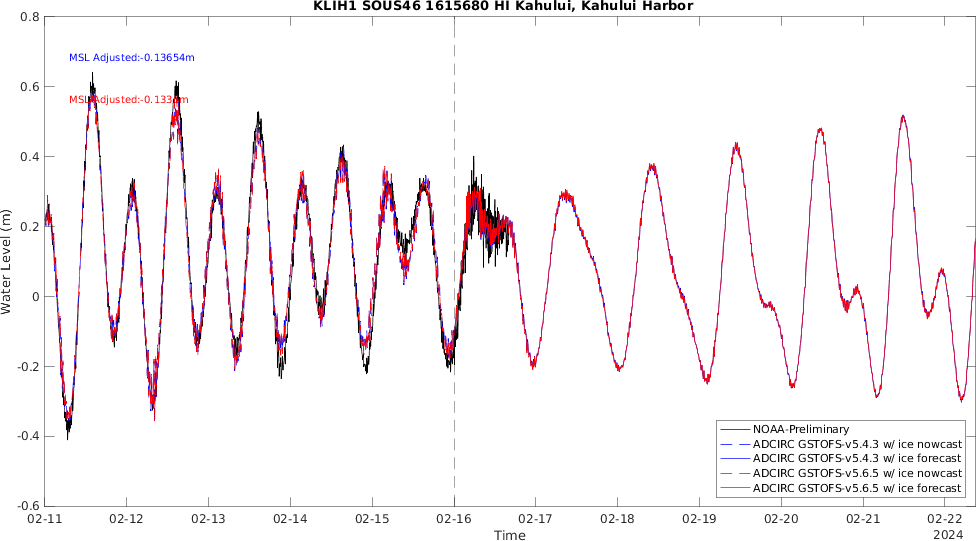 KLIH1 SOUS46 1615680 HI Kahului, Kahului Harbor
0.8
0.6
0.4
0.2
0
-0.2
-0.4
-0.6
Water Level (m)
MSL Adjusted:-0.13654m
MSL Adjusted:-0.133 m
NOAA-Preliminary
ADCIRC GSTOFS-v5.4.3 w/ ice nowcast
ADCIRC GSTOFS-v5.4.3 w/ ice forecast
ADCIRC GSTOFS-v5.6.5 w/ ice nowcast
ADCIRC GSTOFS-v5.6.5 w/ ice forecast
02-11 02-12 02-13 02-14 02-15 02-16 02-17 02-18 02-19 02-20 02-21 02-22
2024
Time